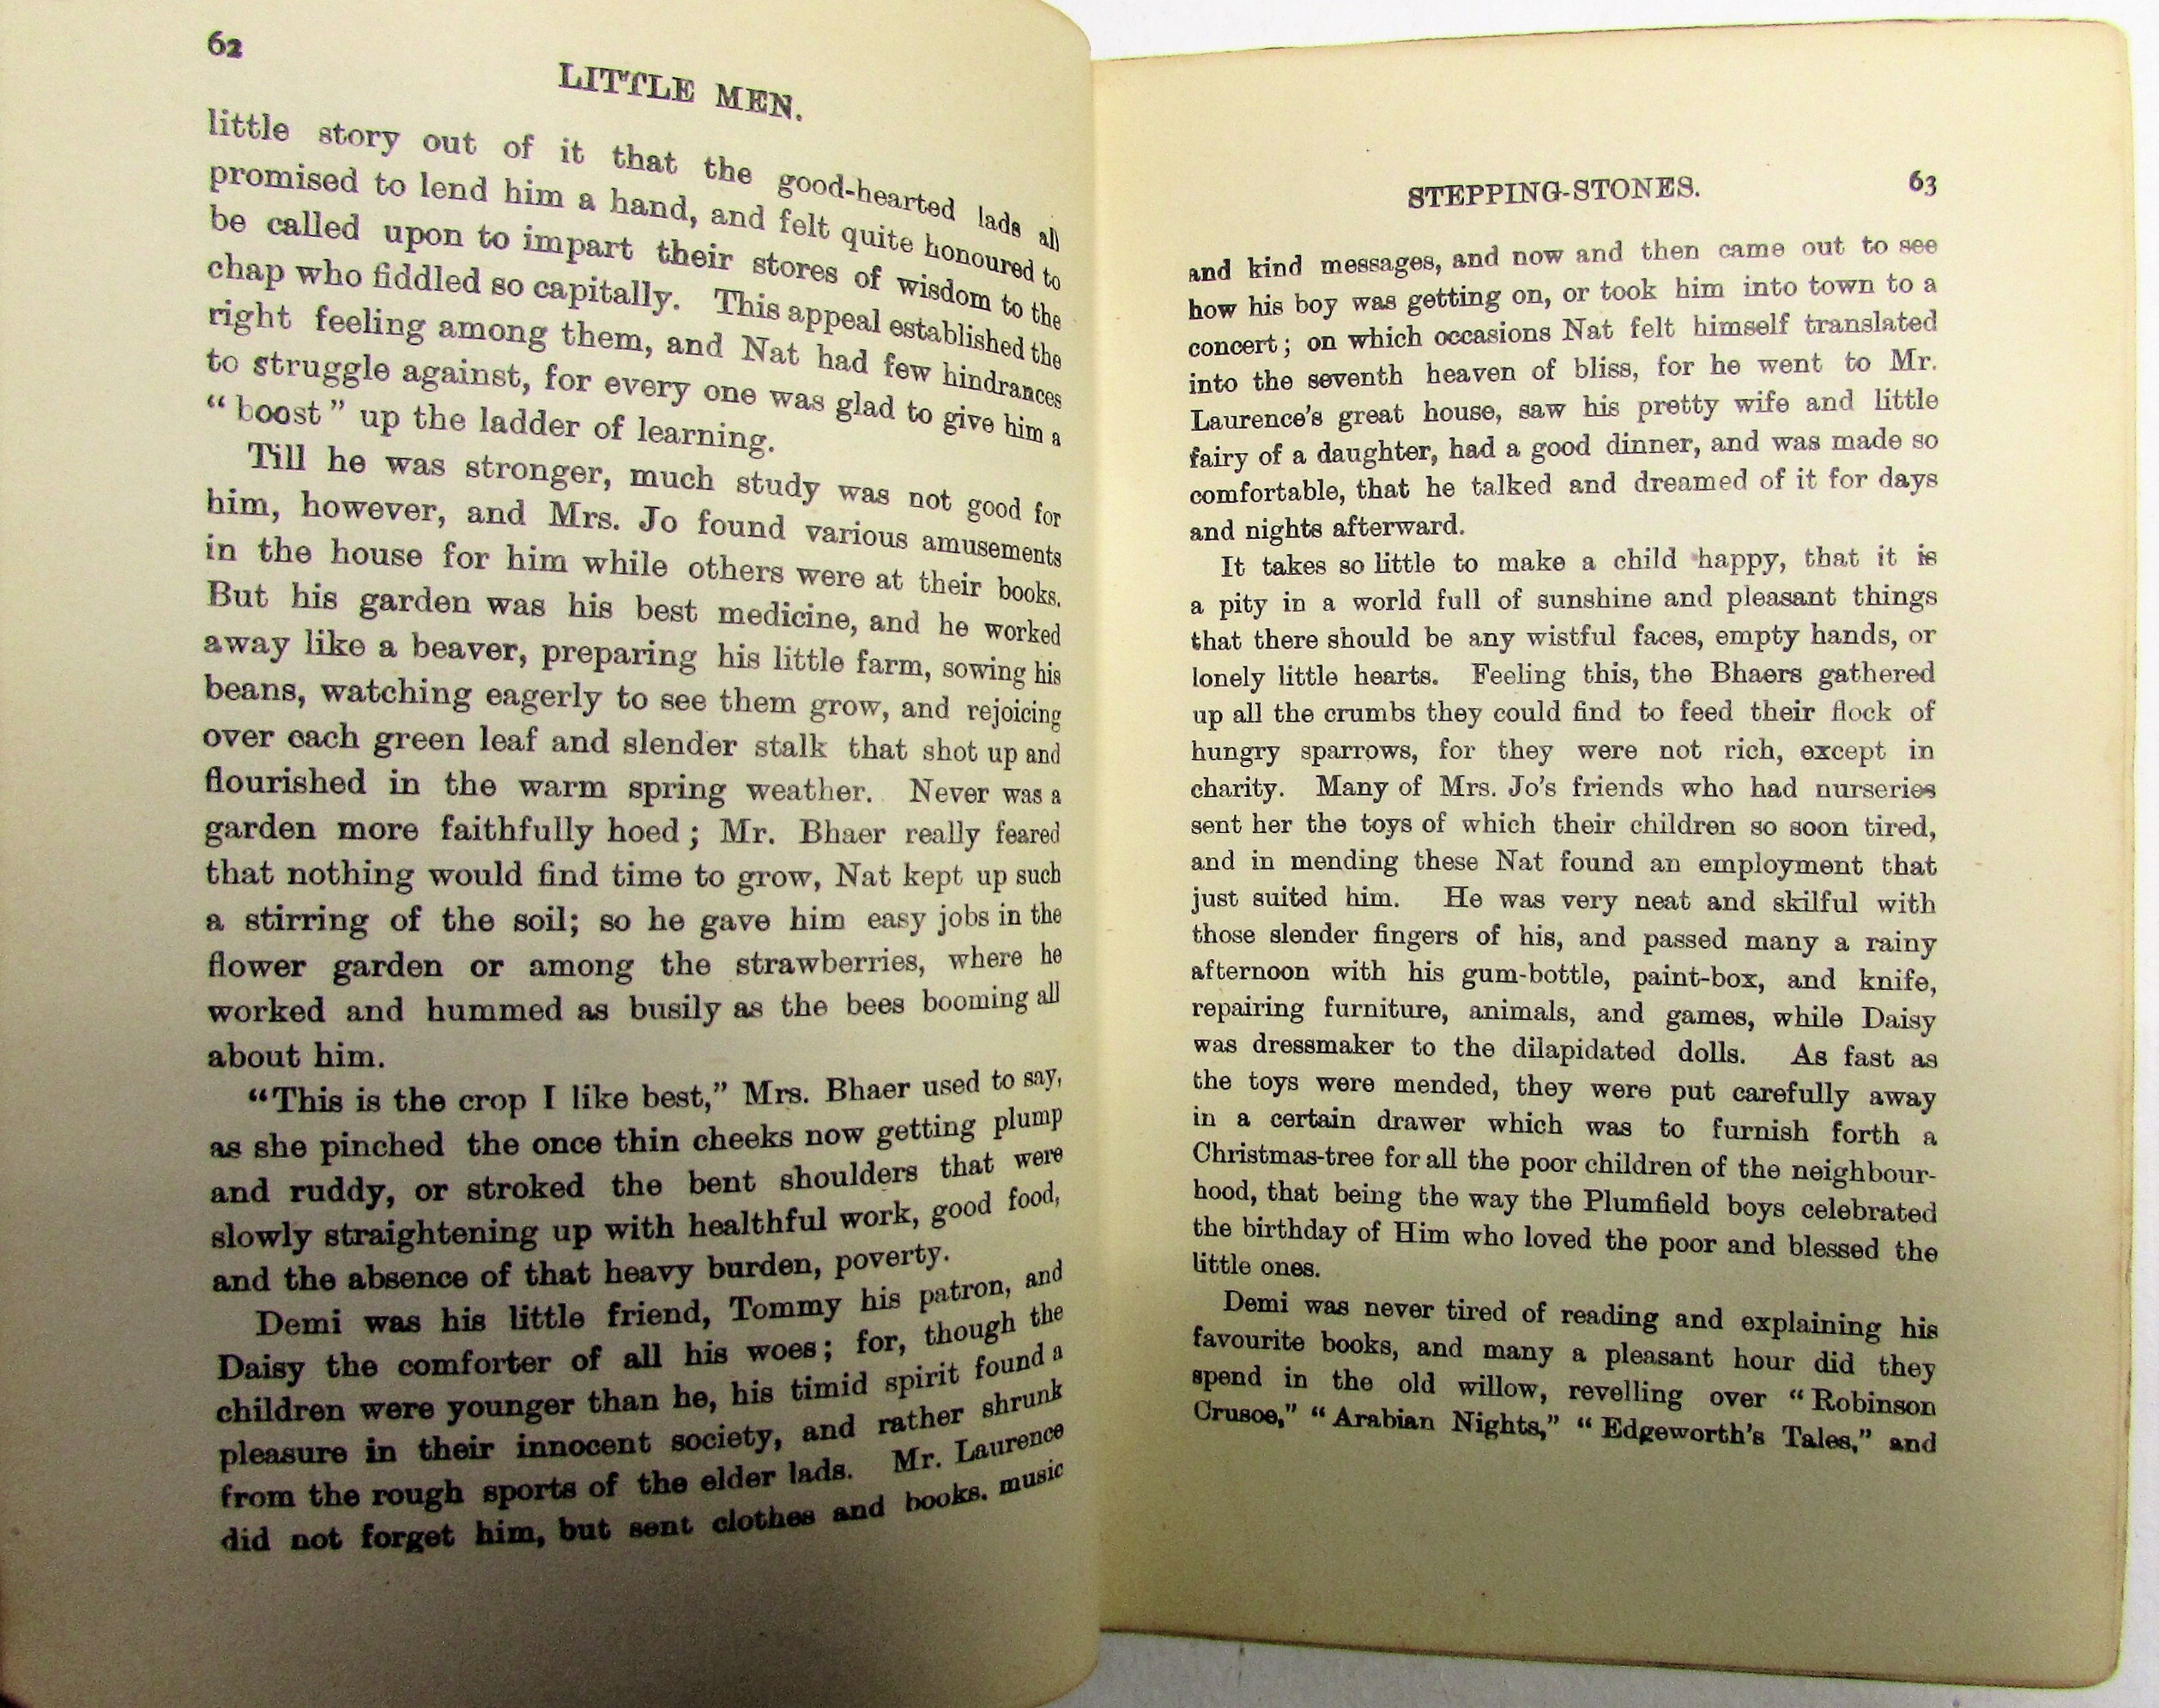 62
LITTLE MEN.
little story out of it that the good-hearted lads all
promised to lend him a hand, and felt quite honoured to
be called upon to impart their stores of wisdom to the
chap who fiddled so capitally. This appeal established the
right feeling among them, and Nat had few hindrances
to struggle against, for every one was glad to give him a
“boost” up the ladder of learning.
Till he was stronger, much study was not good for
him, however, and Mrs. Jo found various amusements
in the house for him while others were at their books.
But his garden was his best medicine, and he worked
away like a beaver, preparing his little farm, sowing his
beans, watching eagerly to see them grow, and rejoicing
over each green leaf and slender stalk that shot up and
flourished in the warm spring weather. Never was a
garden more faithfully hoed; Mr. Bhaer really feared
that nothing would find time to grow, Nat kept up such
a stirring of the soil; so he gave him easy jobs in the
flower garden or among the strawberries, where he
worked and hummed as busily as the bees booming all
about him.
“This is the crop I like best,” Mrs. Bhaer used to say,
as she pinched the once thin cheeks now getting plump
and ruddy, or stroked the bent shoulders that were
slowly straightening up with healthful work, good food,
and the absence of that heavy burden, poverty.
Demi was his little friend, Tommy his patron, and
Daisy the comforter of all his woes; for, though the
children were younger than he, his timid spirit found a
pleasure in their innocent society, and rather shrunk
from the rough sports of the elder lads. Mr. Laurence
did not forget him, but sent clothes and books. music
STEPPING-STONES. 63
and kind messages, and now and then came out to see
how his boy was getting on, or took him into town to a
concert; on which occasions Nat felt himself translated
into the seventh heaven of bliss, for he went to Mr.
Laurence's great house, saw his pretty wife and little
fairy of a daughter, had a good dinner, and was made so
comfortable, that he talked and dreamed of it for days
and nights afterward.
It takes so little to make a child happy, that it is
a pity in a world full of sunshine and pleasant things
that there should be any wistful faces, empty hands, or
lonely little hearts. Feeling this, the Bhaers gathered
up all the crumbs they could find to feed their flock of
hungry sparrows, for they were not rich, except in
charity. Many of Mrs. Jo's friends who had nurseries
sent her the toys of which their children so soon tired,
and in mending these Nat found an employment that
just suited him. He was very neat and skilful with
those slender fingers of his, and passed many a rainy
afternoon with his gum-bottle, paint-box, and knife,
repairing furniture, animals, and games, while Daisy
was dressmaker to the dilapidated dolls. As fast as
the toys were mended, they were put carefully away
in a certain drawer which was to furnish forth a
Christmas-tree for all the poor children of the neighbour-
hood, that being the way the Plumfield boys celebrated
the birthday of Him who loved the poor and blessed the
little ones.
Demi was never tired of reading and explaining his
favourite books, and many a pleasant hour did they
spend in the old willow, revelling over “Robinson
Crusoe,” “Arabian Nights,” “Edgeworth's Tales,” and